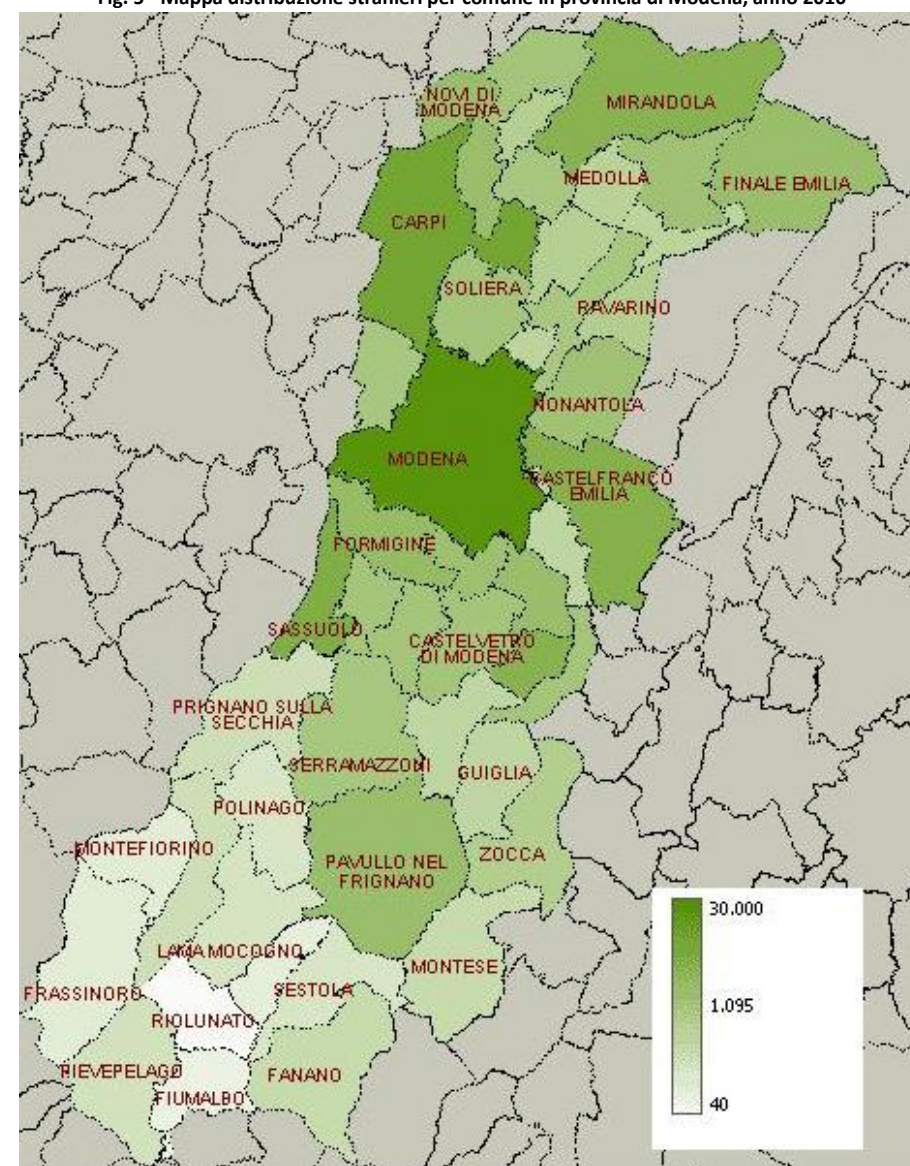 Fig. 5 - Mappa distribuzione stranieri per comune in provincia di Modena, anno 2010
NOVI DI
MODENA
MIRANDOLA
MEDOLLA
FINALE EMILIA
CARPI
SOLIERA
RAVARINO
NONANTOLA
MODENA
CASTELFRANCO
EMILIA
FORMIGINE
SASSUOLO
CASTELVETRO
DI MODENA
PRIGNANO SULLA
SECCHIA
SERRAMAZZONI
GUIGLIA
POLINAGO
MONTEFIORINO
PAVULLO NEL
FRIGNANO
ZOCCA
LAMA MOCOGNO
MONTESE
FRASSINORO
SESTOLA
RIOLUNATO
PIEVEPELAGO
FANANO
FIUMALBO
30.000
1.095
40